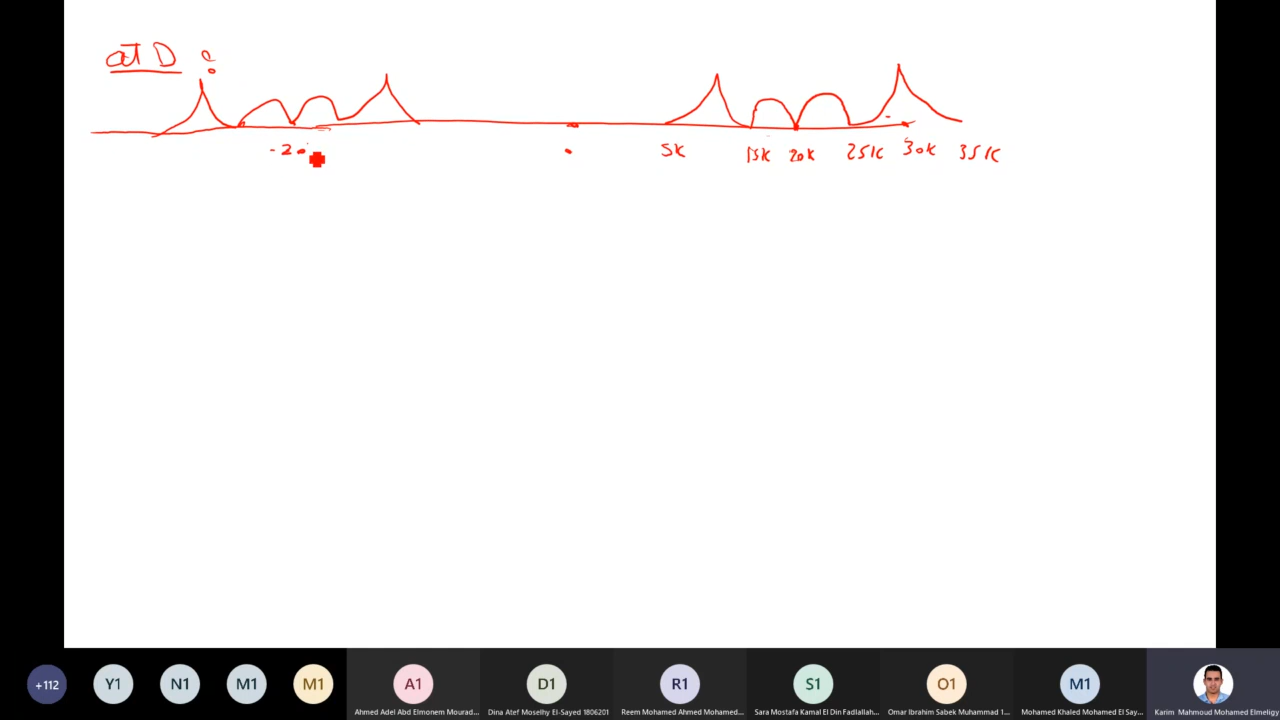 at D :
-20 0 5K 15K 20K 25K 30K 35K
+112 Y1 N1 M1 M1 A1 D1 R1 S1 O1 M1
Ahmed Adel Abd Elmonem Mourad... Dina Atef Moselhy El-Sayed 1806201 Reem Mohamed Ahmed Mohamed... Sara Mostafa Kamal El Din Fadlallah... Omar Ibrahim Sabek Muhammad 1... Mohamed Khaled Mohamed El Say... Karim Mahmoud Mohamed Elmelig...